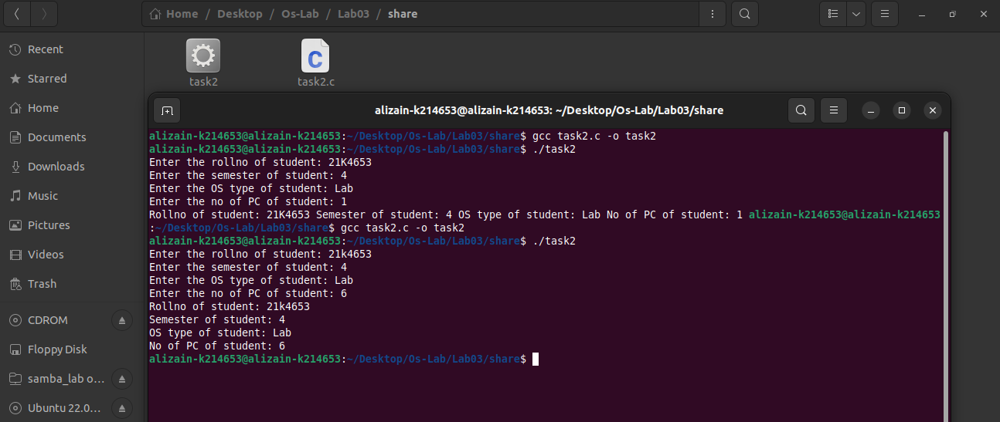 Home / Desktop / Os-Lab / Lab03 / share
Recent
Starred
Home
Documents
Downloads
Music
Pictures
Videos
Trash
CDROM
Floppy Disk
samba_lab o...
Ubuntu 22.0...
task2
task2.c
alizain-k214653@alizain-k214653: ~/Desktop/Os-Lab/Lab03/share
alizain-k214653@alizain-k214653:~/Desktop/Os-Lab/Lab03/share$ gcc task2.c -o task2
alizain-k214653@alizain-k214653:~/Desktop/Os-Lab/Lab03/share$ ./task2
Enter the rollno of student: 21K4653
Enter the semester of student: 4
Enter the OS type of student: Lab
Enter the no of PC of student: 1
Rollno of student: 21K4653 Semester of student: 4 OS type of student: Lab No of PC of student: 1 alizain-k214653@alizain-k214653
:~/Desktop/Os-Lab/Lab03/share$ gcc task2.c -o task2
alizain-k214653@alizain-k214653:~/Desktop/Os-Lab/Lab03/share$ ./task2
Enter the rollno of student: 21k4653
Enter the semester of student: 4
Enter the OS type of student: Lab
Enter the no of PC of student: 6
Rollno of student: 21k4653
Semester of student: 4
OS type of student: Lab
No of PC of student: 6
alizain-k214653@alizain-k214653:~/Desktop/Os-Lab/Lab03/share$